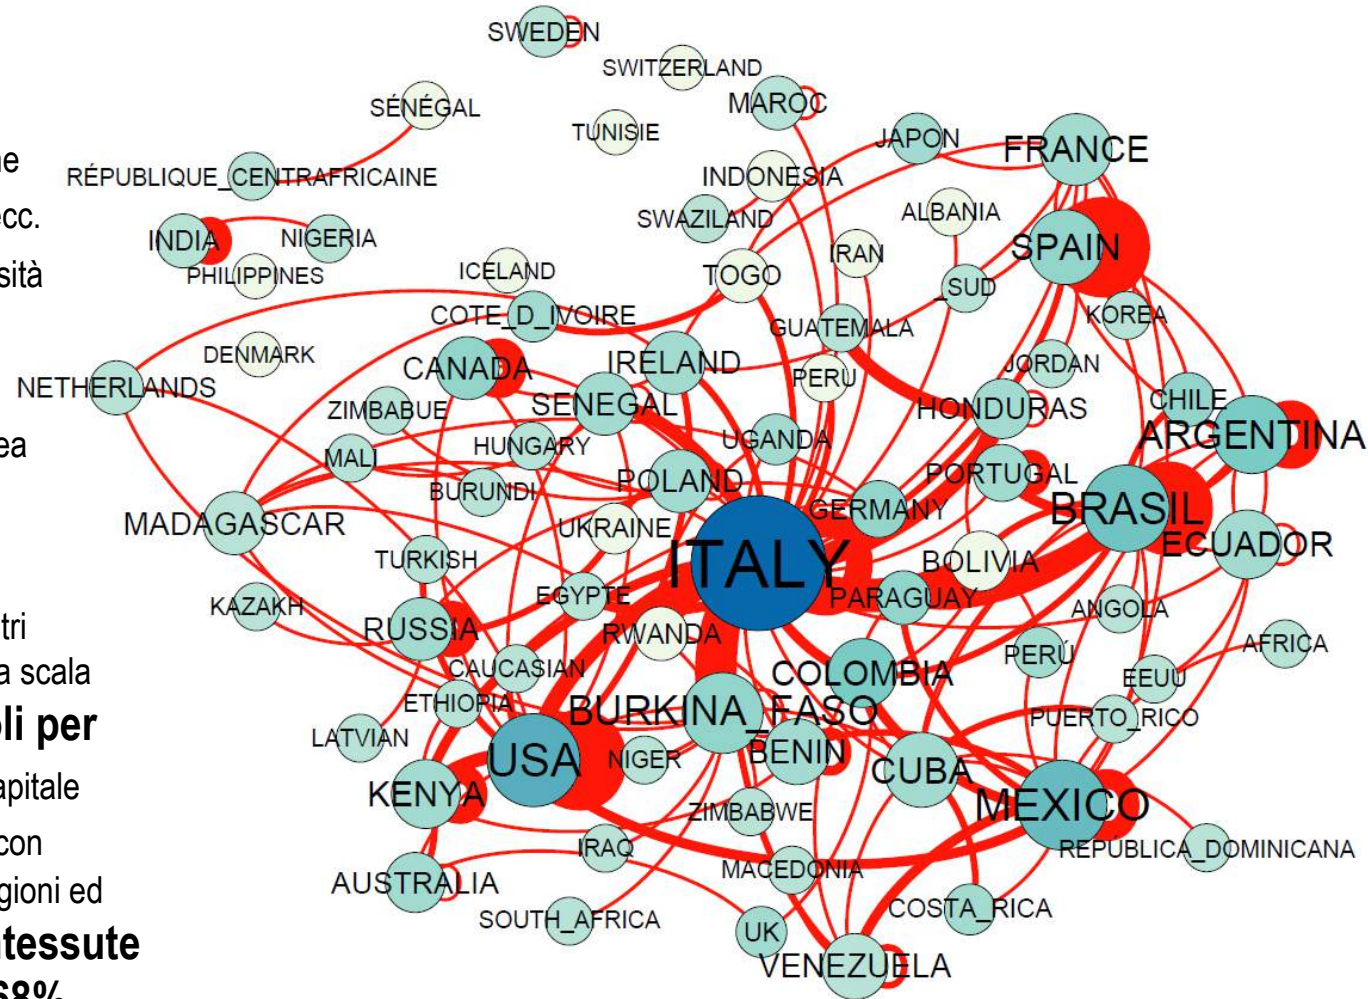 ne
ecc.
sità
ea
tri
a scala
oli per
apitale
con
gioni ed
ntessute
68%
SWEDEN
SWITZERLAND
SÉNÉGAL
MAROC
TUNISIE
JAPON
FRANCE
RÉPUBLIQUE_CENTRAFRICAINE
INDONESIA
SWAZILAND
ALBANIA
INDIA
NIGERIA
IRAN
SPAIN
PHILIPPINES
ICELAND
TOGO
_SUD
COTE_D_IVOIRE
GUATEMALA
KOREA
DENMARK
CANADA
IRELAND
JORDAN
NETHERLANDS
PERU
ZIMBABUE
SENEGAL
HONDURAS
CHILE
HUNGARY
UGANDA
ARGENTINA
MALI
POLAND
PORTUGAL
BURUNDI
GERMANY
BRASIL
MADAGASCAR
UKRAINE
ECUADOR
TURKISH
ITALY
BOLIVIA
KAZAKH
EGYPTE
PARAGUAY
ANGOLA
RUSSIA
RWANDA
PERÚ
AFRICA
CAUCASIAN
COLOMBIA
EEUU
ETHIOPIA
BURKINA_FASO
PUERTO_RICO
LATVIAN
USA
NIGER
BENIN
CUBA
KENYA
MEXICO
ZIMBABWE
IRAQ
REPÚBLICA_DOMINICANA
MACEDONIA
AUSTRALIA
COSTA_RICA
SOUTH_AFRICA
UK
VENEZUELA